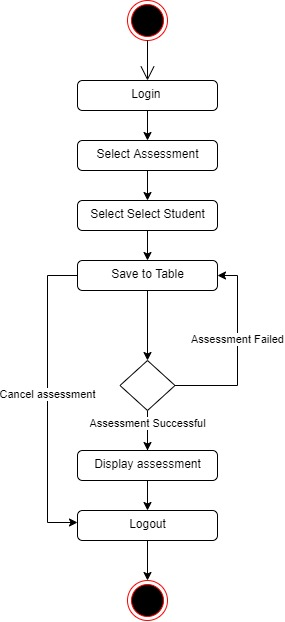 Login
Select Assessment
Select Select Student
Save to Table
Assessment Failed
Cancel assessment
Assessment Successful
Display assessment
Logout